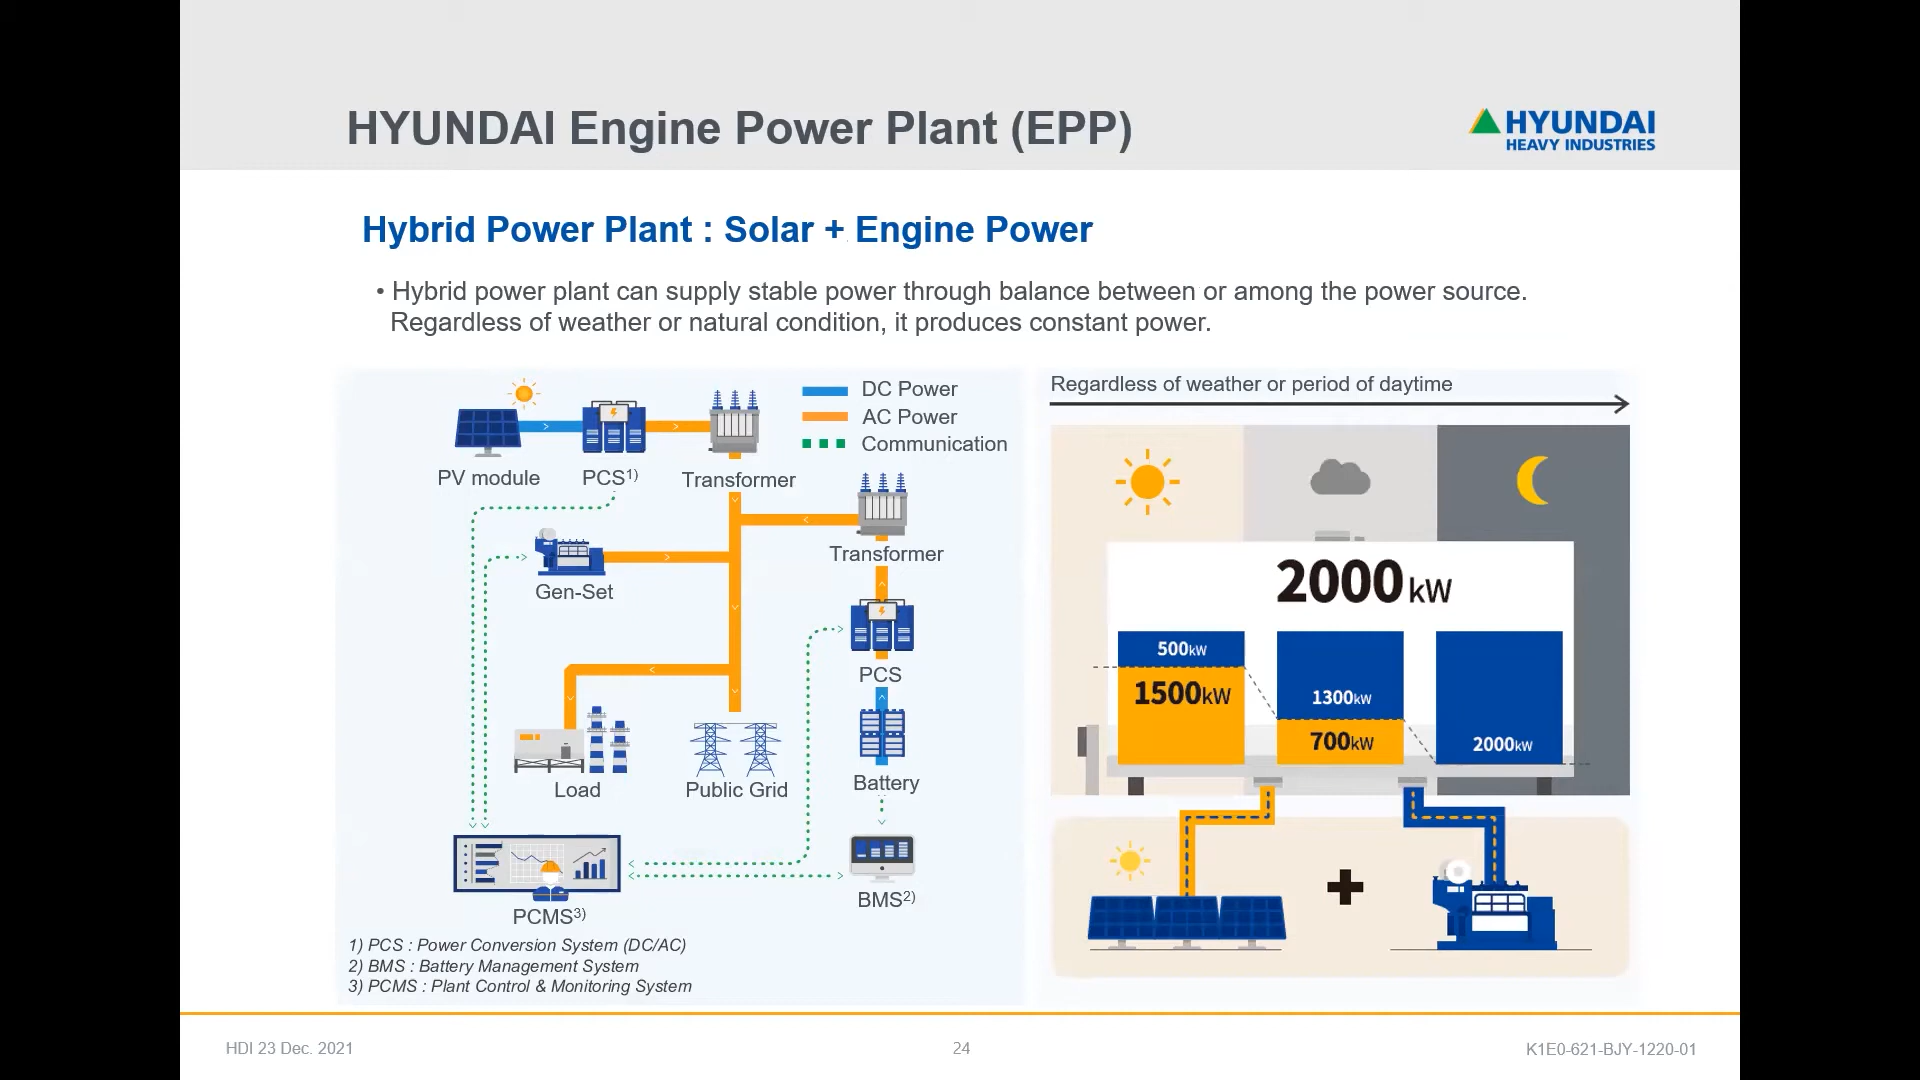 HYUNDAI Engine Power Plant (EPP)
HYUNDAI
HEAVY INDUSTRIES
Hybrid Power Plant : Solar + Engine Power
• Hybrid power plant can supply stable power through balance between or among the power source.
Regardless of weather or natural condition, it produces constant power.
DC Power
AC Power
Communication
PV module
PCS1)
Transformer
Transformer
Gen-Set
PCS
Load
Public Grid
Battery
PCMS3)
BMS2)
1) PCS : Power Conversion System (DC/AC)
2) BMS : Battery Management System
3) PCMS : Plant Control & Monitoring System
Regardless of weather or period of daytime
2000 kW
500kW
1500kW
1300kW
700kW
2000kW
HDI 23 Dec. 2021
24
K1E0-621-BJY-1220-01